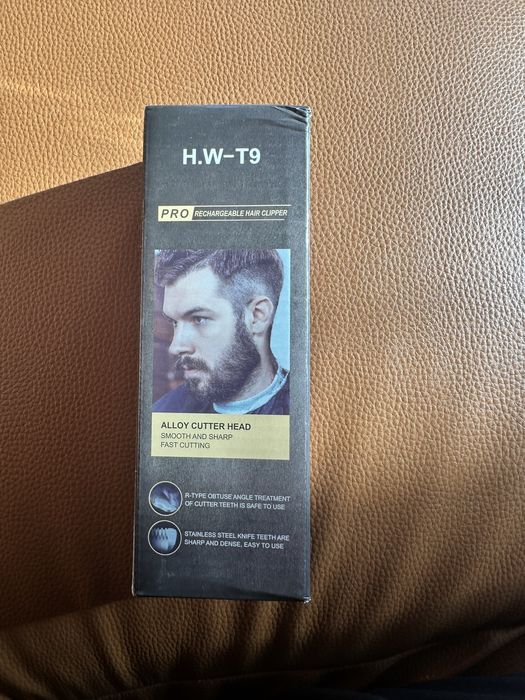 H.W-T9
PRO RECHARGEABLE HAIR CLIPPER
ALLOY CUTTER HEAD
SMOOTH AND SHARP
FAST CUTTING
R-TYPE OBTUSE ANGLE TREATMENT
OF CUTTER TEETH IS SAFE TO USE
STAINLESS STEEL KNIFE TEETH ARE
SHARP AND DENSE, EASY TO USE